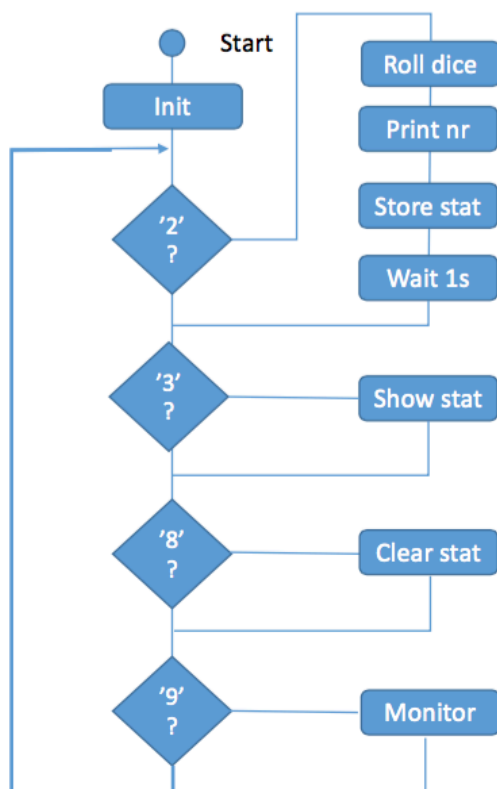 Start
Init
’2’
?
Roll dice
Print nr
Store stat
Wait 1s
’3’
?
Show stat
’8’
?
Clear stat
’9’
?
Monitor